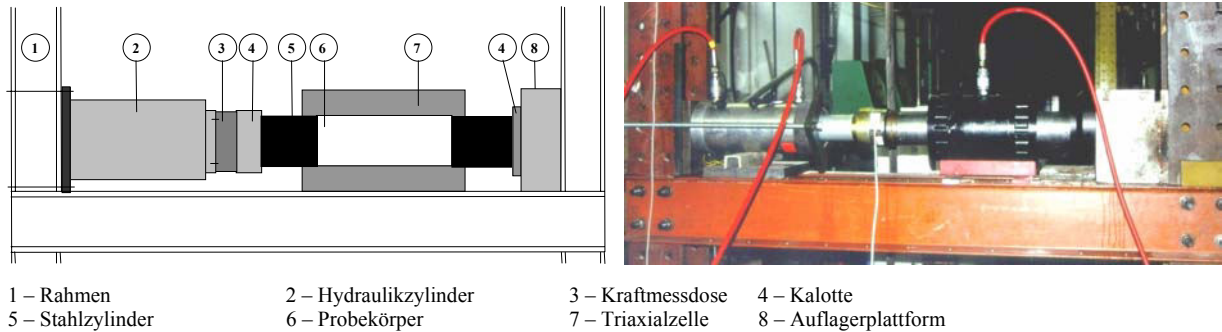 1 2 3 4 5 6 7 4 8
1 – Rahmen 2 – Hydraulikzylinder 3 – Kraftmessdose 4 – Kalotte
5 – Stahlzylinder 6 – Probekörper 7 – Triaxialzelle 8 – Auflagerplattform